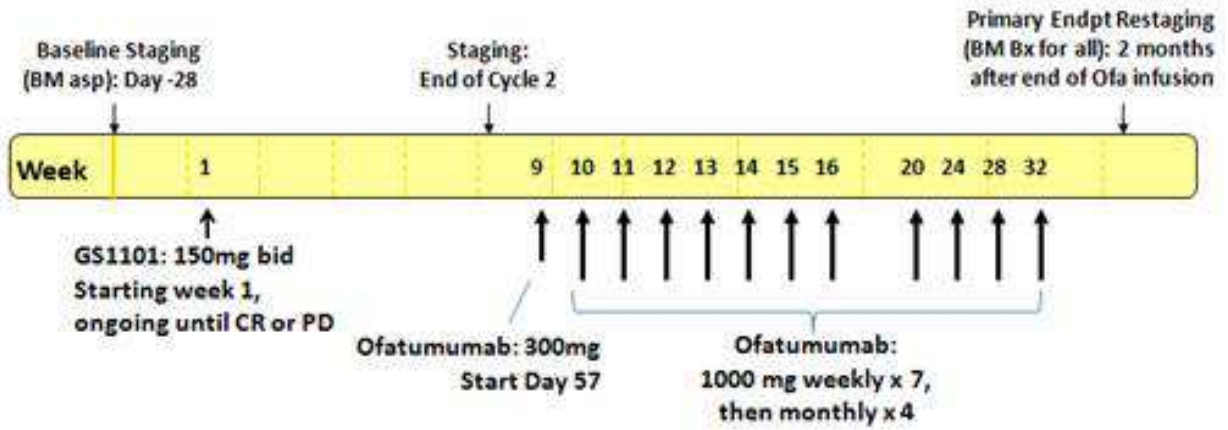 Baseline Staging
(BM asp): Day -28
Staging:
End of Cycle 2
Primary Endpt Restaging
(BM Bx for all): 2 months
after end of Ofa infusion
Week 1 9 10 11 12 13 14 15 16 20 24 28 32
GS1101: 150mg bid
Starting week 1,
ongoing until CR or PD
Ofatumumab: 300mg
Start Day 57
Ofatumumab:
1000 mg weekly x 7,
then monthly x 4